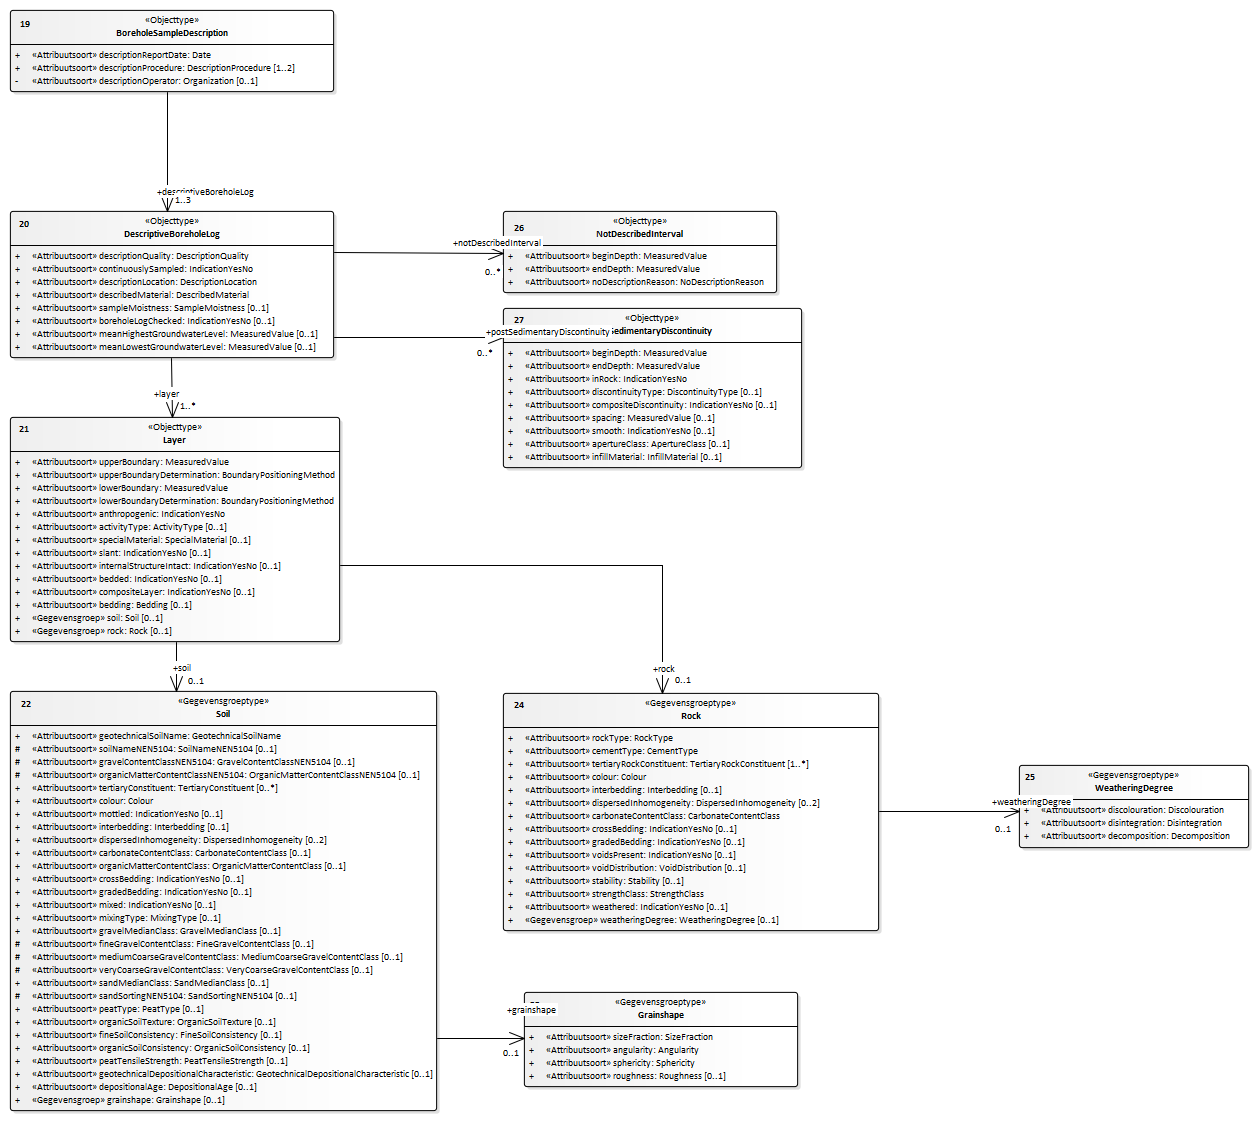 19
«Objecttype»
BoreholeSampleDescription
+ «Attribuutsoort» descriptionReportDate: Date
+ «Attribuutsoort» descriptionProcedure: DescriptionProcedure [1..2]
- «Attribuutsoort» descriptionOperator: Organization [0..1]
+descriptiveBoreholeLog
1..3
20
«Objecttype»
DescriptiveBoreholeLog
+ «Attribuutsoort» descriptionQuality: DescriptionQuality
+ «Attribuutsoort» continuouslySampled: IndicationYesNo
+ «Attribuutsoort» descriptionLocation: DescriptionLocation
+ «Attribuutsoort» describedMaterial: DescribedMaterial
+ «Attribuutsoort» sampleMoistness: SampleMoistness [0..1]
+ «Attribuutsoort» boreholeLogChecked: IndicationYesNo [0..1]
+ «Attribuutsoort» meanHighestGroundwaterLevel: MeasuredValue [0..1]
+ «Attribuutsoort» meanLowestGroundwaterLevel: MeasuredValue [0..1]
+notDescribedInterval
0..*
26
«Objecttype»
NotDescribedInterval
+ «Attribuutsoort» beginDepth: MeasuredValue
+ «Attribuutsoort» endDepth: MeasuredValue
+ «Attribuutsoort» noDescriptionReason: NoDescriptionReason
+postSedimentaryDiscontinuity
0..*
27
«Objecttype»
edimentaryDiscontinuity
+ «Attribuutsoort» beginDepth: MeasuredValue
+ «Attribuutsoort» endDepth: MeasuredValue
+ «Attribuutsoort» inRock: IndicationYesNo
+ «Attribuutsoort» discontinuityType: DiscontinuityType [0..1]
+ «Attribuutsoort» compositeDiscontinuity: IndicationYesNo [0..1]
+ «Attribuutsoort» spacing: MeasuredValue [0..1]
+ «Attribuutsoort» smooth: IndicationYesNo [0..1]
+ «Attribuutsoort» apertureClass: ApertureClass [0..1]
+ «Attribuutsoort» infillMaterial: InfillMaterial [0..1]
+layer
1..*
21
«Objecttype»
Layer
+ «Attribuutsoort» upperBoundary: MeasuredValue
+ «Attribuutsoort» upperBoundaryDetermination: BoundaryPositioningMethod
+ «Attribuutsoort» lowerBoundary: MeasuredValue
+ «Attribuutsoort» lowerBoundaryDetermination: BoundaryPositioningMethod
+ «Attribuutsoort» anthropogenic: IndicationYesNo
+ «Attribuutsoort» activityType: ActivityType [0..1]
+ «Attribuutsoort» specialMaterial: SpecialMaterial [0..1]
+ «Attribuutsoort» slant: IndicationYesNo [0..1]
+ «Attribuutsoort» internalStructureIntact: IndicationYesNo [0..1]
+ «Attribuutsoort» bedded: IndicationYesNo [0..1]
+ «Attribuutsoort» compositeLayer: IndicationYesNo [0..1]
+ «Attribuutsoort» bedding: Bedding [0..1]
+ «Gegevensgroep» soil: Soil [0..1]
+ «Gegevensgroep» rock: Rock [0..1]
+soil
0..1
+rock
0..1
22
«Gegevensgroeptype»
Soil
+ «Attribuutsoort» geotechnicalSoilName: GeotechnicalSoilName
# «Attribuutsoort» soilNameNEN5104: SoilNameNEN5104 [0..1]
# «Attribuutsoort» gravelContentClassNEN5104: GravelContentClassNEN5104 [0..1]
# «Attribuutsoort» organicMatterContentClassNEN5104: OrganicMatterContentClassNEN5104 [0..1]
+ «Attribuutsoort» tertiaryConstituent: TertiaryConstituent [0..*]
+ «Attribuutsoort» colour: Colour
+ «Attribuutsoort» mottled: IndicationYesNo [0..1]
+ «Attribuutsoort» interbedding: Interbedding [0..1]
+ «Attribuutsoort» dispersedInhomogeneity: DispersedInhomogeneity [0..2]
+ «Attribuutsoort» carbonateContentClass: CarbonateContentClass [0..1]
+ «Attribuutsoort» organicMatterContentClass: OrganicMatterContentClass [0..1]
+ «Attribuutsoort» crossBedding: IndicationYesNo [0..1]
+ «Attribuutsoort» gradedBedding: IndicationYesNo [0..1]
+ «Attribuutsoort» mixed: IndicationYesNo [0..1]
+ «Attribuutsoort» mixingType: MixingType [0..1]
+ «Attribuutsoort» gravelMedianClass: GravelMedianClass [0..1]
# «Attribuutsoort» fineGravelContentClass: FineGravelContentClass [0..1]
# «Attribuutsoort» mediumCoarseGravelContentClass: MediumCoarseGravelContentClass [0..1]
# «Attribuutsoort» veryCoarseGravelContentClass: VeryCoarseGravelContentClass [0..1]
+ «Attribuutsoort» sandMedianClass: SandMedianClass [0..1]
# «Attribuutsoort» sandSortingNEN5104: SandSortingNEN5104 [0..1]
+ «Attribuutsoort» peatType: PeatType [0..1]
+ «Attribuutsoort» organicSoilTexture: OrganicSoilTexture [0..1]
+ «Attribuutsoort» fineSoilConsistency: FineSoilConsistency [0..1]
+ «Attribuutsoort» organicSoilConsistency: OrganicSoilConsistency [0..1]
+ «Attribuutsoort» peatTensileStrength: PeatTensileStrength [0..1]
+ «Attribuutsoort» geotechnicalDepositionalCharacteristic: GeotechnicalDepositionalCharacteristic [0..1]
+ «Attribuutsoort» depositionalAge: DepositionalAge [0..1]
+ «Gegevensgroep» grainshape: Grainshape [0..1]
24
«Gegevensgroeptype»
Rock
+ «Attribuutsoort» rockType: RockType
+ «Attribuutsoort» cementType: CementType
+ «Attribuutsoort» tertiaryRockConstituent: TertiaryRockConstituent [1..*]
+ «Attribuutsoort» colour: Colour
+ «Attribuutsoort» interbedding: Interbedding [0..1]
+ «Attribuutsoort» dispersedInhomogeneity: DispersedInhomogeneity [0..2]
+ «Attribuutsoort» carbonateContentClass: CarbonateContentClass
+ «Attribuutsoort» crossBedding: IndicationYesNo [0..1]
+ «Attribuutsoort» gradedBedding: IndicationYesNo [0..1]
+ «Attribuutsoort» voidsPresent: IndicationYesNo [0..1]
+ «Attribuutsoort» voidDistribution: VoidDistribution [0..1]
+ «Attribuutsoort» stability: Stability [0..1]
+ «Attribuutsoort» strengthClass: StrengthClass
+ «Attribuutsoort» weathered: IndicationYesNo [0..1]
+ «Gegevensgroep» weatheringDegree: WeatheringDegree [0..1]
+weatheringDegree
0..1
25
«Gegevensgroeptype»
WeatheringDegree
+ «Attribuutsoort» discolouration: Discolouration
+ «Attribuutsoort» disintegration: Disintegration
+ «Attribuutsoort» decomposition: Decomposition
+grainshape
0..1
«Gegevensgroeptype»
Grainshape
+ «Attribuutsoort» sizeFraction: SizeFraction
+ «Attribuutsoort» angularity: Angularity
+ «Attribuutsoort» sphericity: Sphericity
+ «Attribuutsoort» roughness: Roughness [0..1]